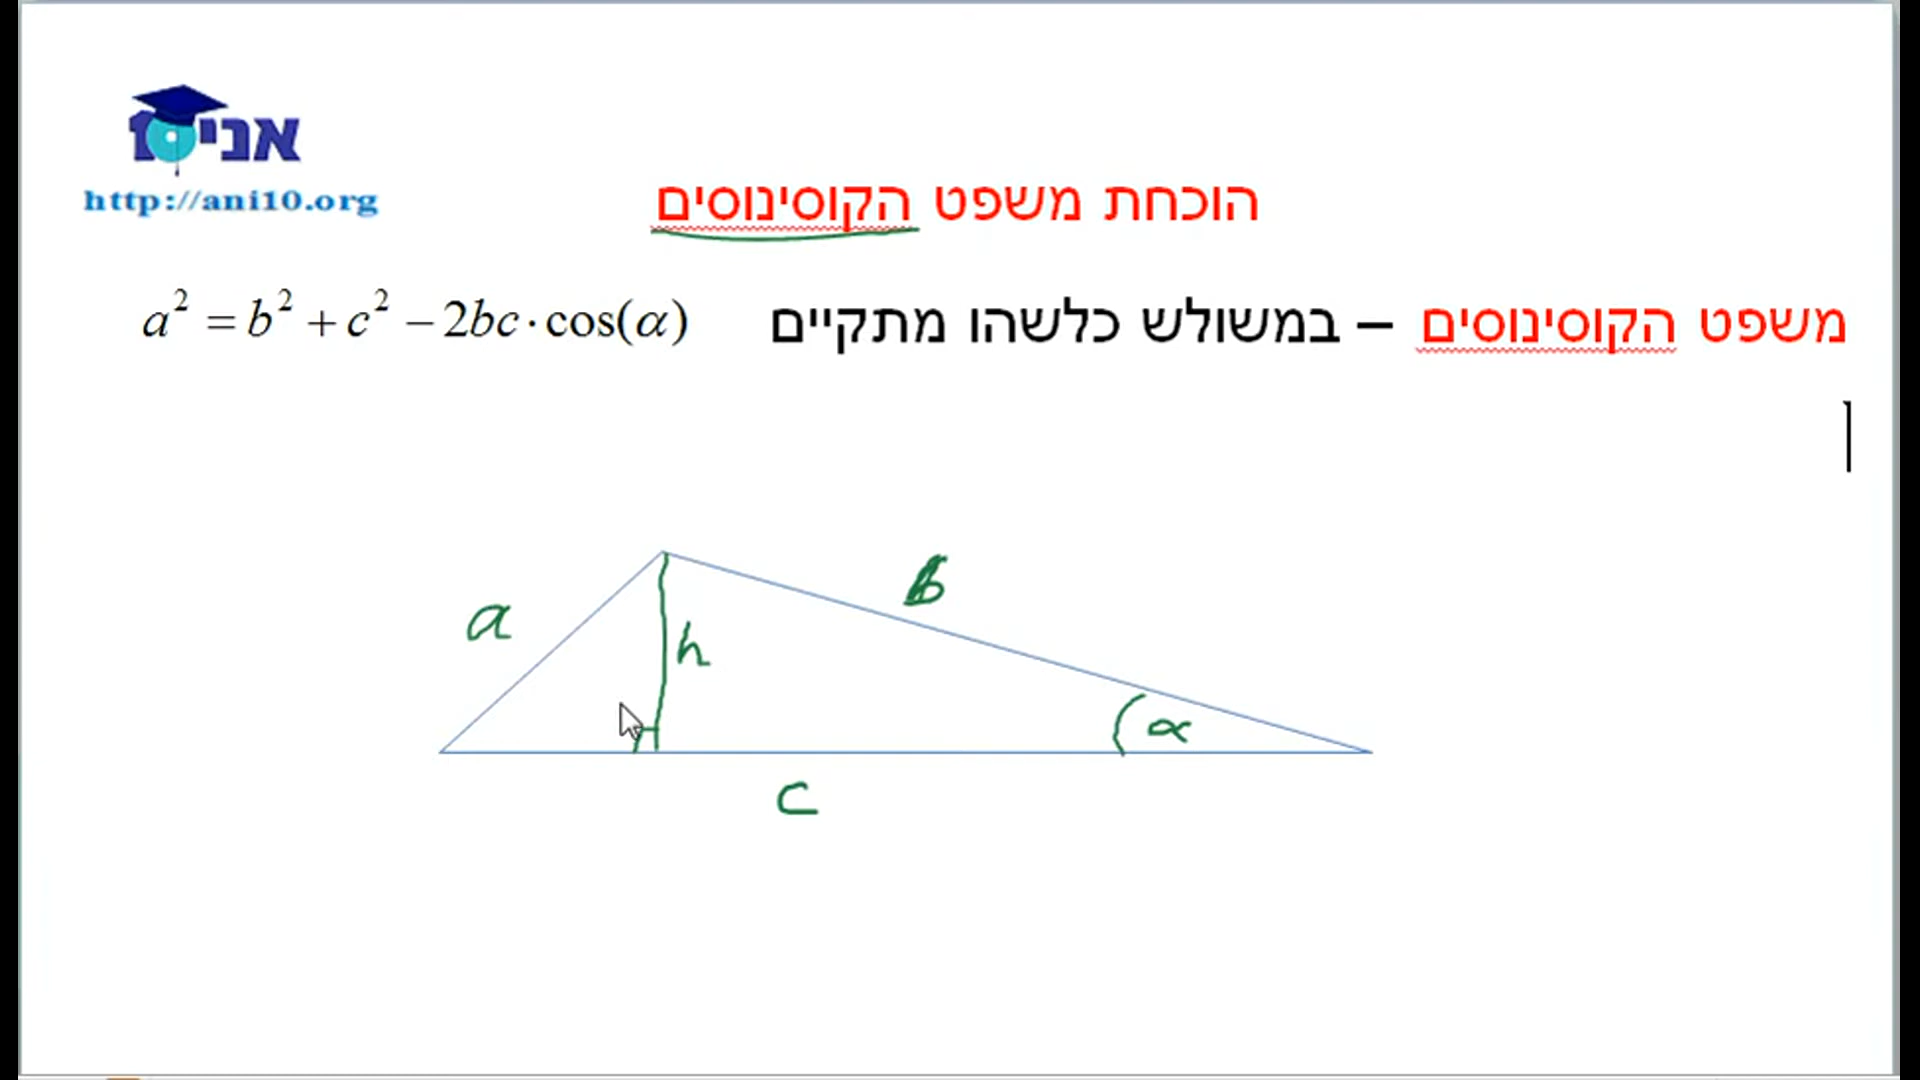 אני10
http://ani10.org
הוכחת משפט הקוסינוסים
משפט הקוסינוסים – במשולש כלשהו מתקיים a² = b² + c² − 2bc · cos(α)
b
a
h
α
c